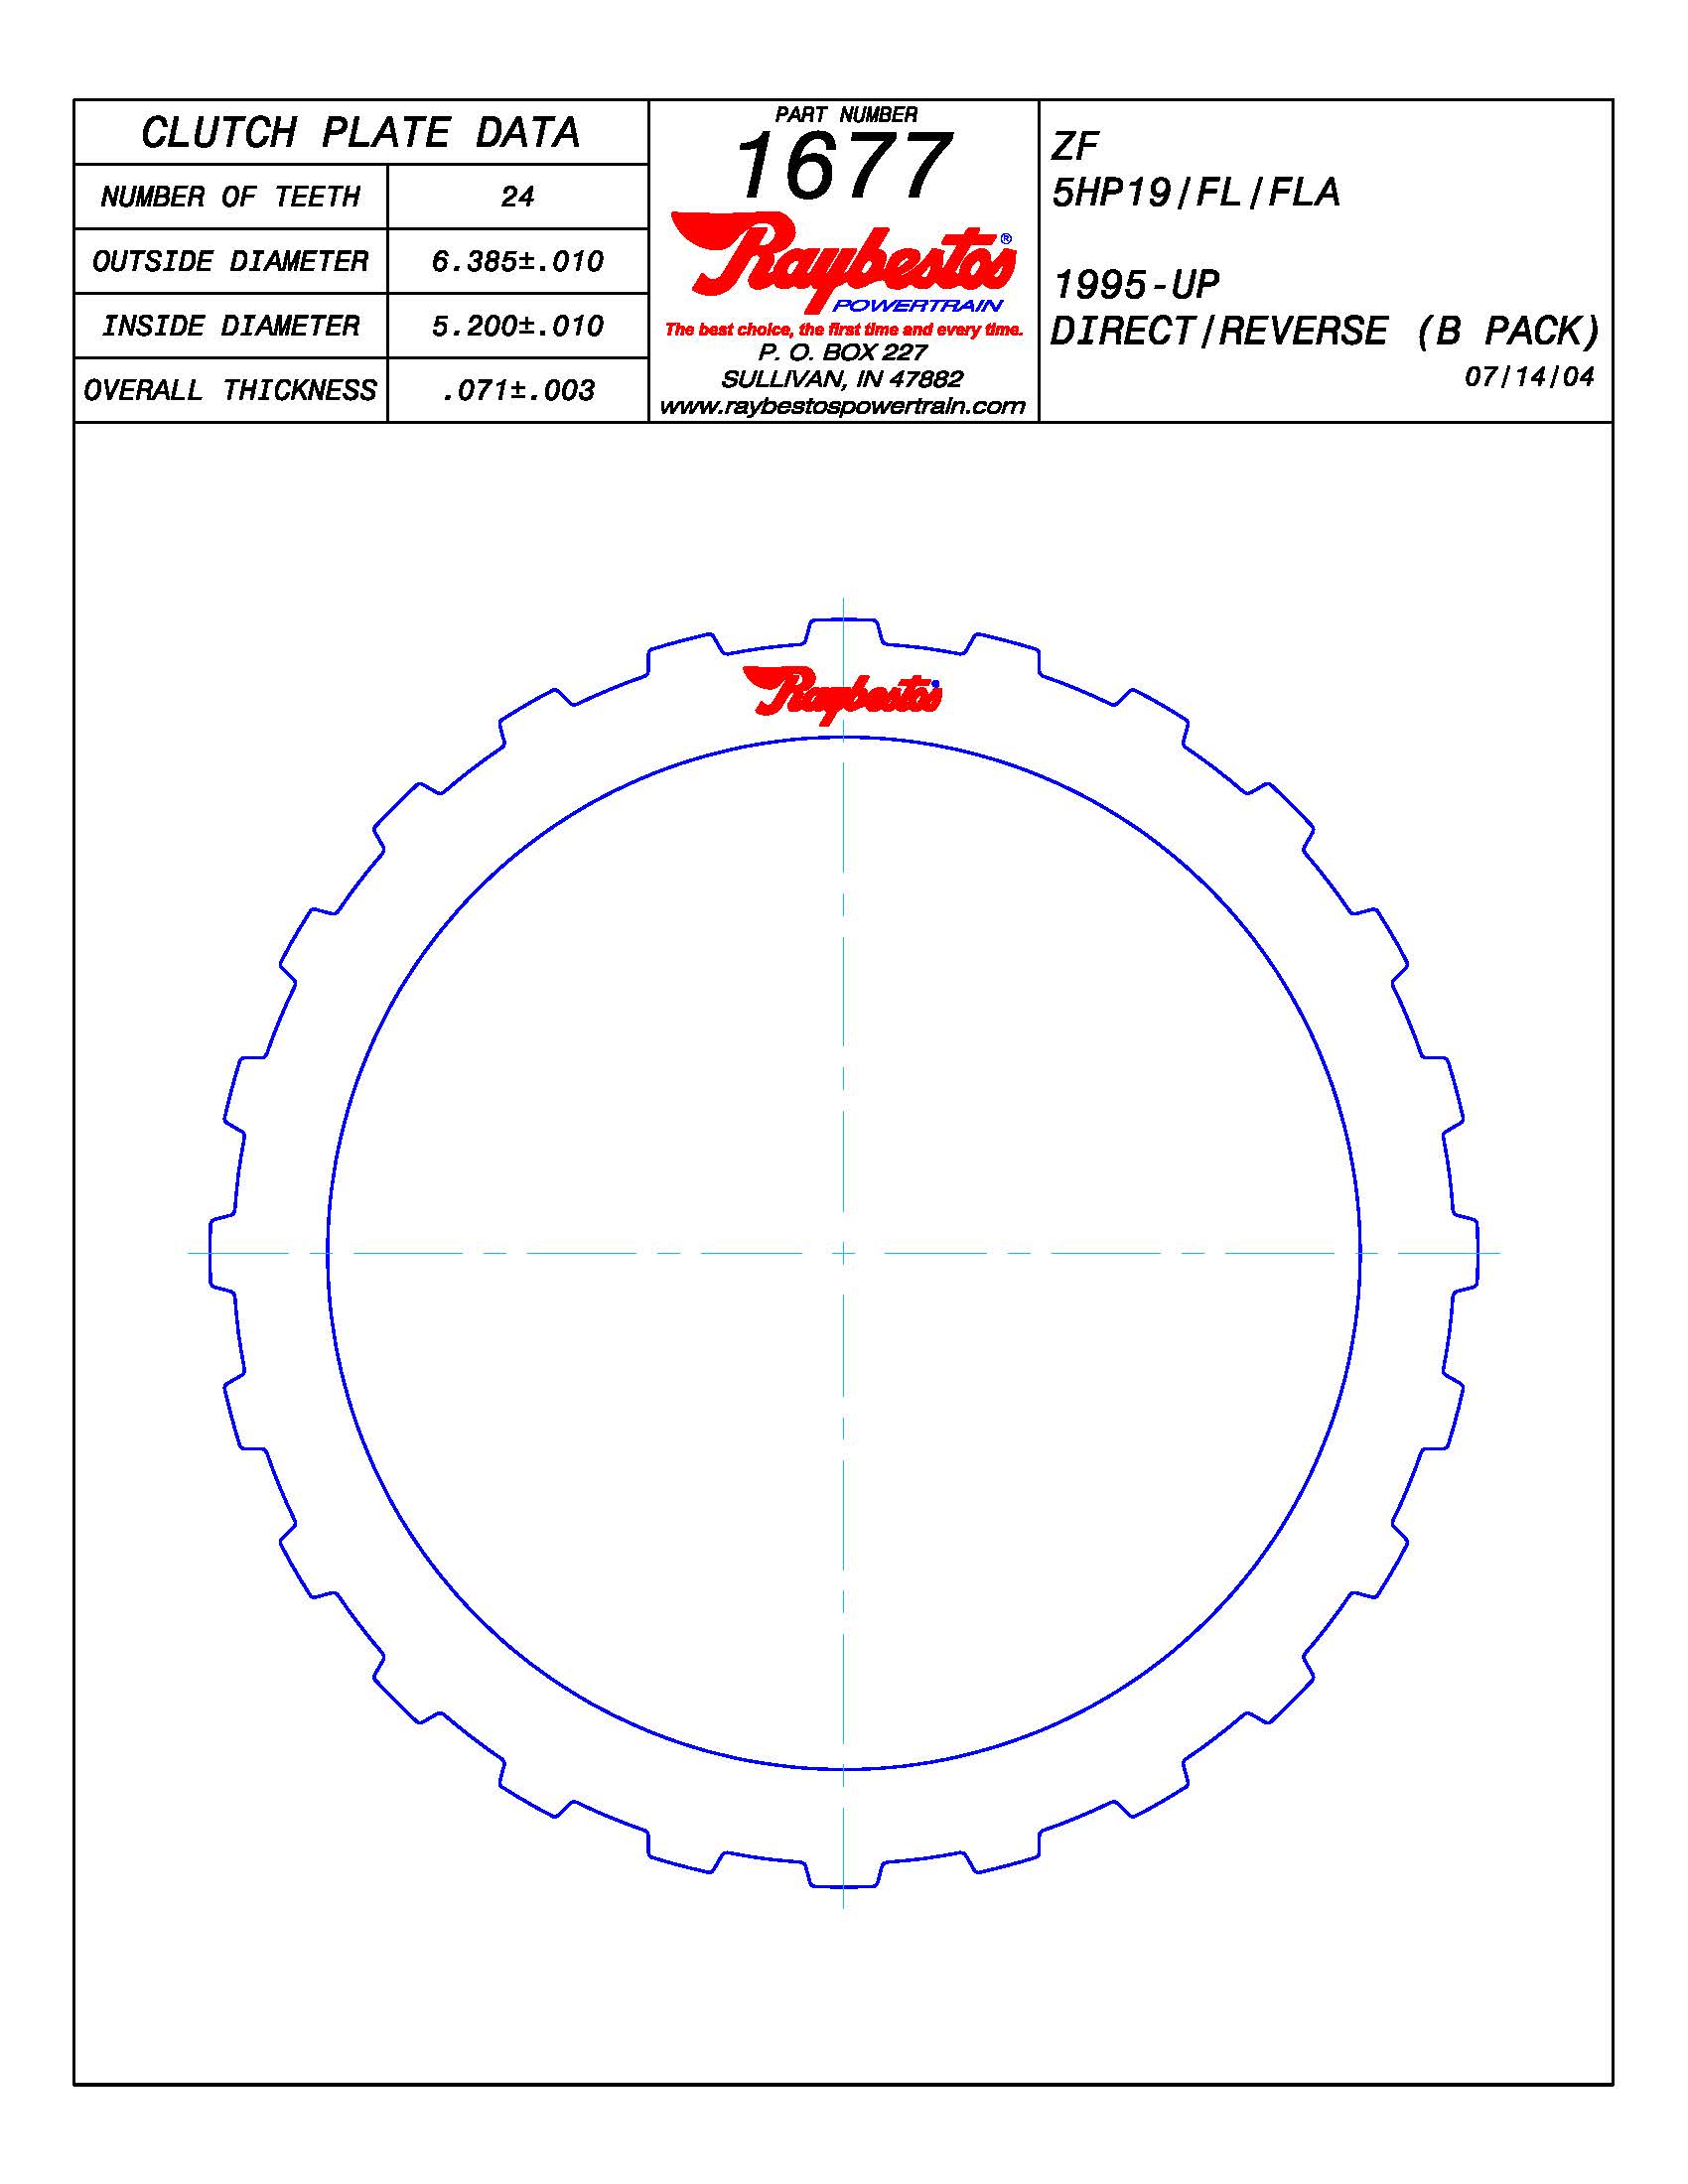 CLUTCH PLATE DATA
NUMBER OF TEETH 24
OUTSIDE DIAMETER 6.385±.010
INSIDE DIAMETER 5.200±.010
OVERALL THICKNESS .071±.003
PART NUMBER
1677
Raybestos®
POWERTRAIN
The best choice, the first time and every time.
P. O. BOX 227
SULLIVAN, IN 47882
www.raybestospowertrain.com
ZF
5HP19/FL/FLA
1995-UP
DIRECT/REVERSE (B PACK)
07/14/04
Raybestos